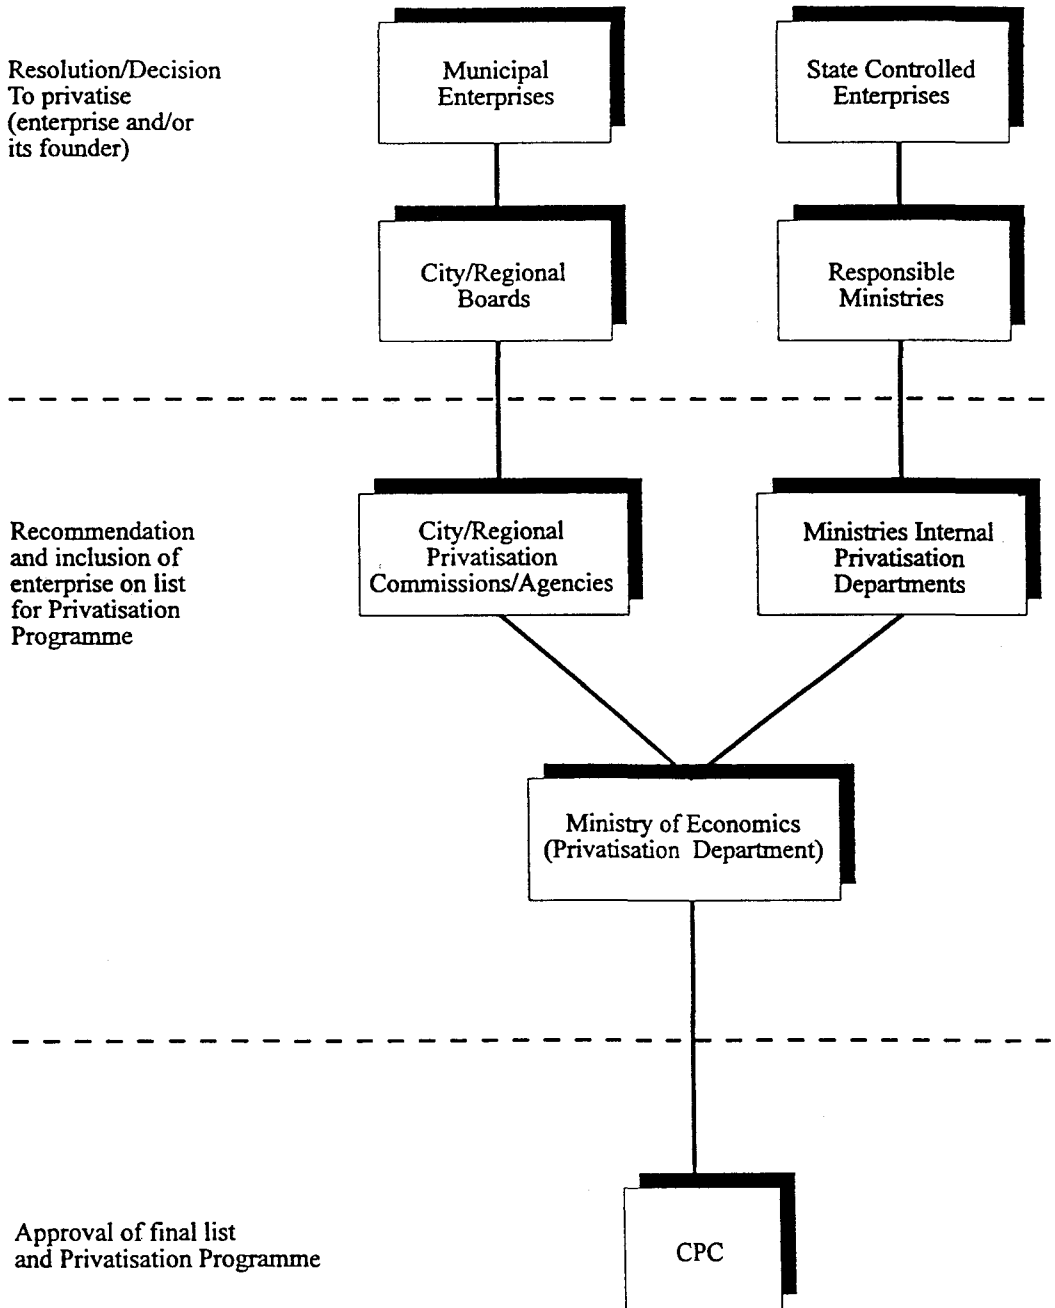 Resolution/Decision
To privatise
(enterprise and/or
its founder)
Municipal
Enterprises
State Controlled
Enterprises
City/Regional
Boards
Responsible
Ministries
Recommendation
and inclusion of
enterprise on list
for Privatisation
Programme
City/Regional
Privatisation
Commissions/Agencies
Ministries Internal
Privatisation
Departments
Ministry of Economics
(Privatisation Department)
Approval of final list
and Privatisation Programme
CPC